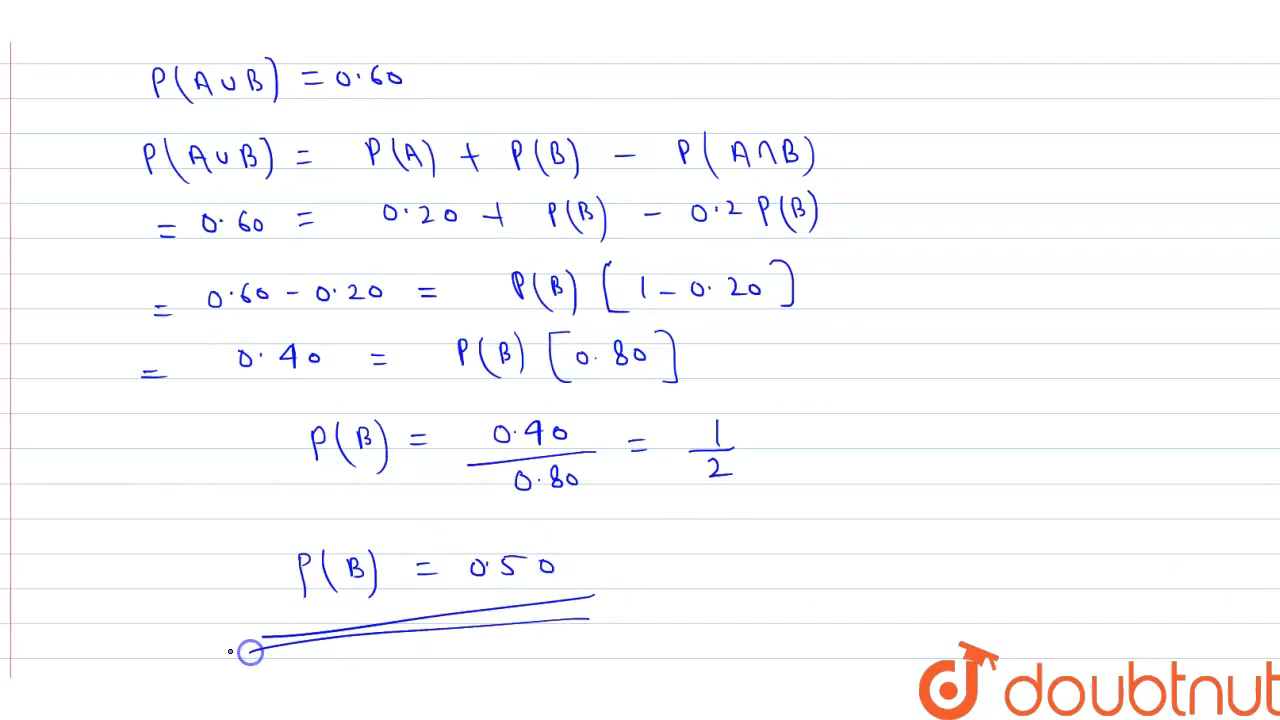 P(A∪B) = 0.60
P(A∪B) = P(A) + P(B) - P(A∩B)
= 0.60 = 0.20 + P(B) - 0.2 P(B)
= 0.60 - 0.20 = P(B) [1 - 0.20]
= 0.40 = P(B) [0.80]
P(B) = 0.40/0.80 = 1/2
P(B) = 0.50
doubtnut